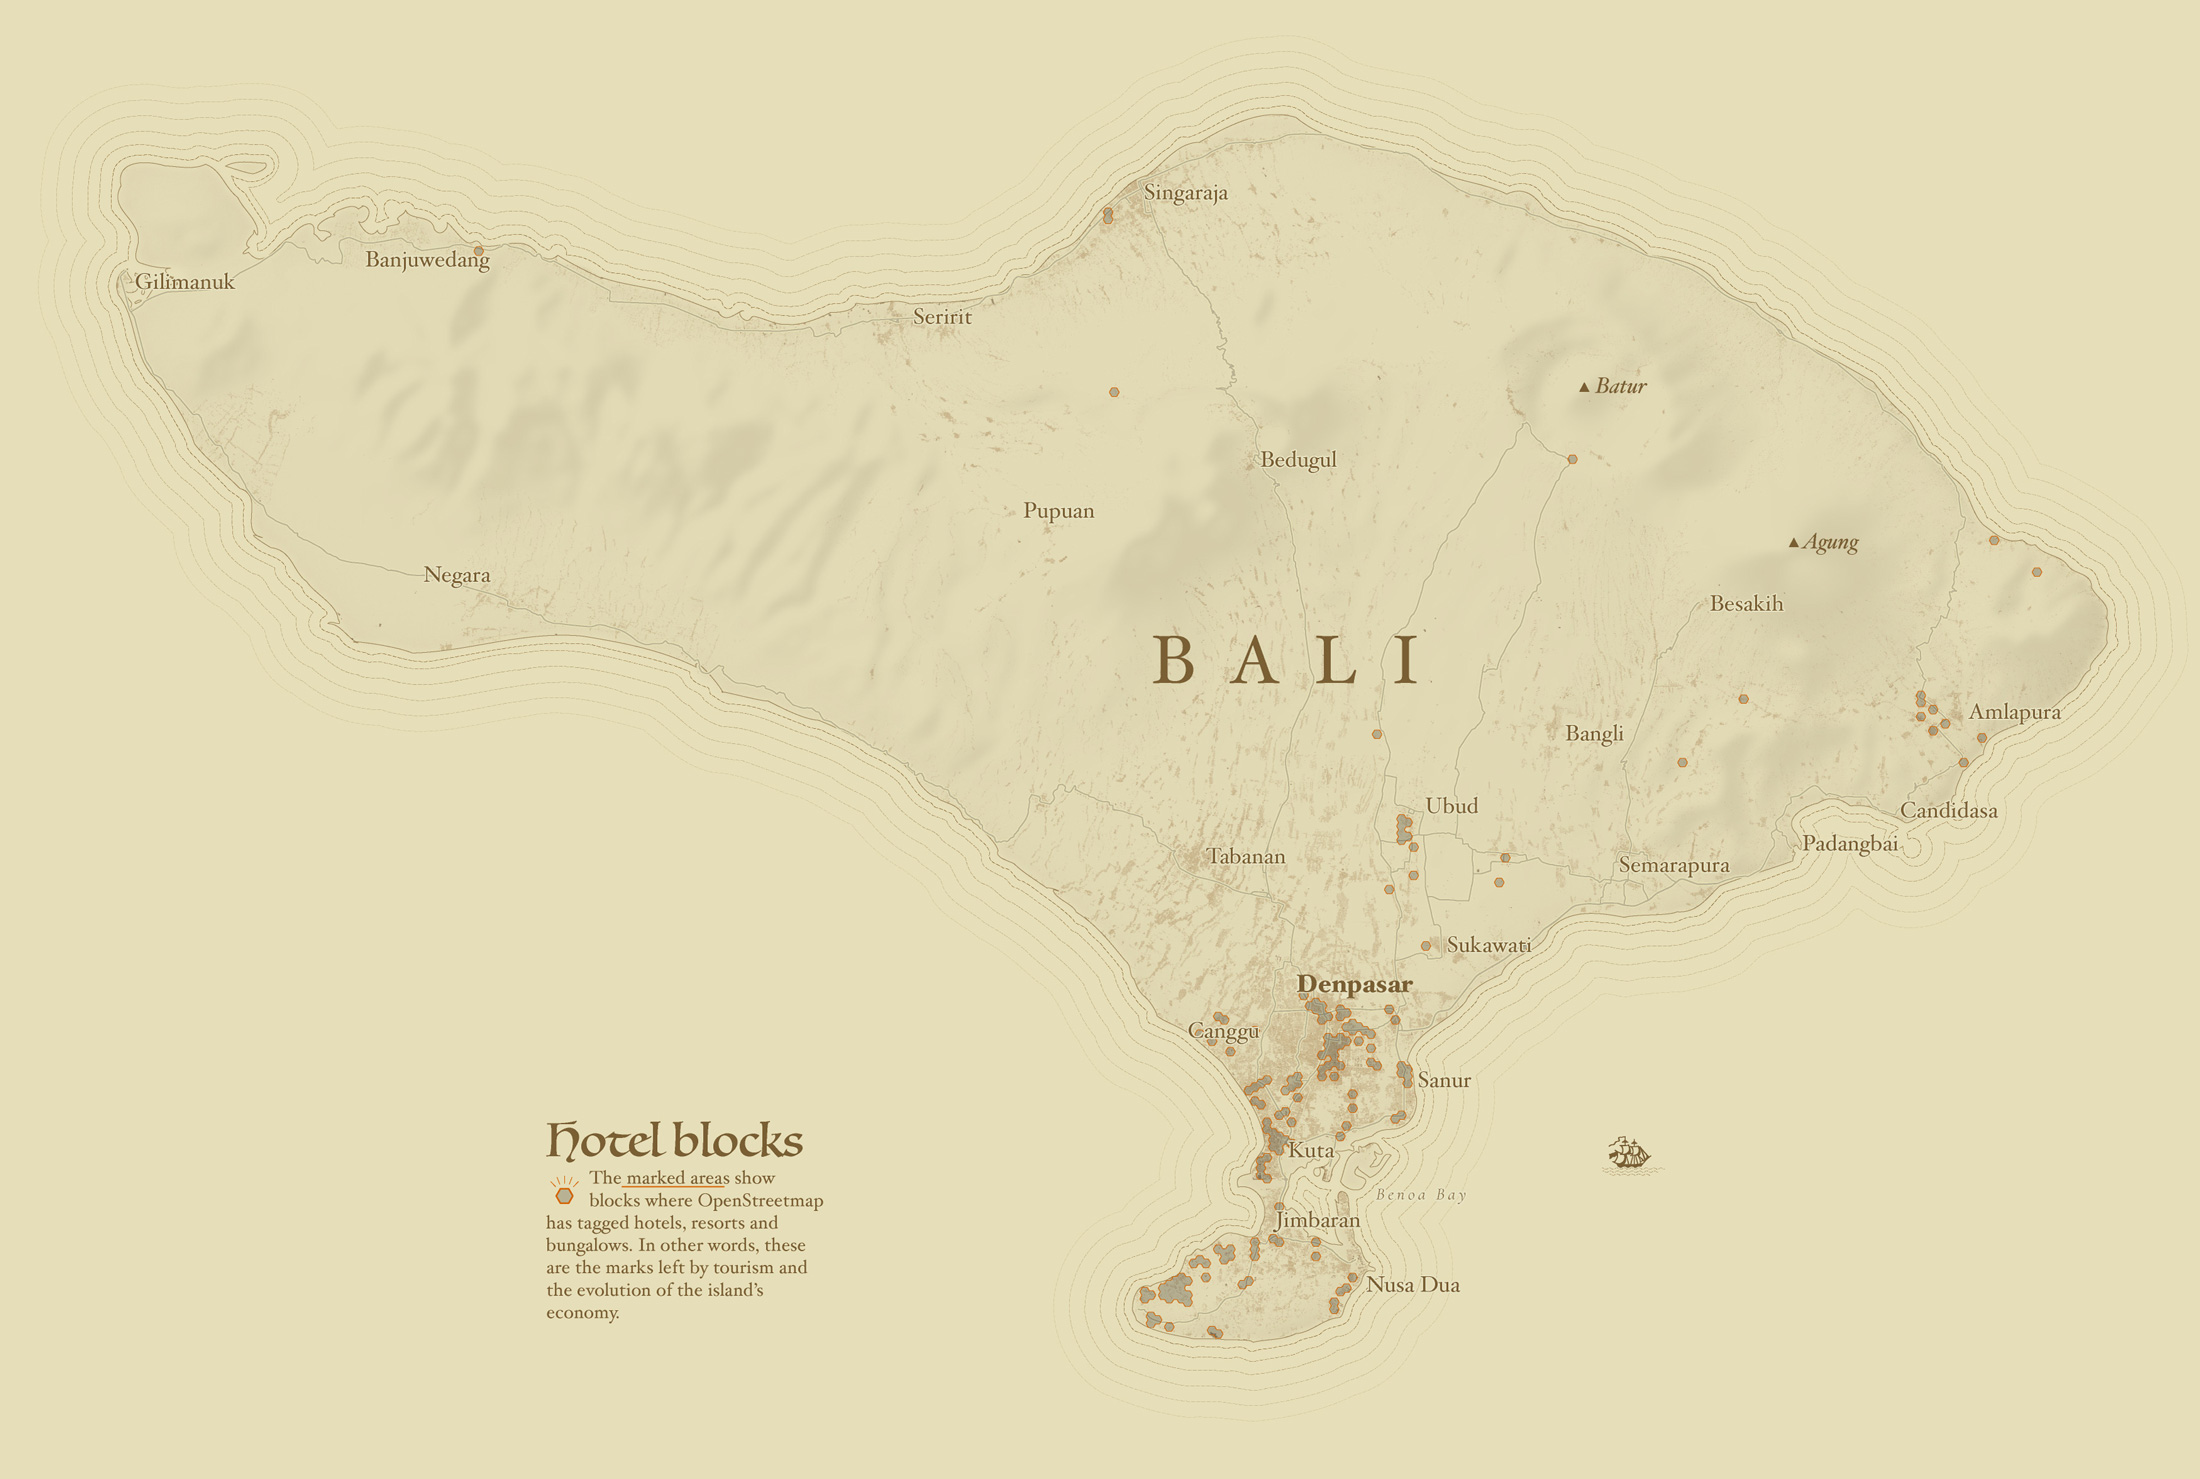 Singaraja
Banjuwedang
Gilimanuk
Seririt
Batur
Bedugul
Pupuan
Agung
Negara
Besakih
BALI
Amlapura
Bangli
Ubud
Candidasa
Padangbai
Tabanan
Semarapura
Sukawati
Denpasar
Canggu
Sanur
Kuta
Benoa Bay
Jimbaran
Nusa Dua
Hotel blocks
The marked areas show
blocks where OpenStreetmap
has tagged hotels, resorts and
bungalows. In other words, these
are the marks left by tourism and
the evolution of the island's
economy.